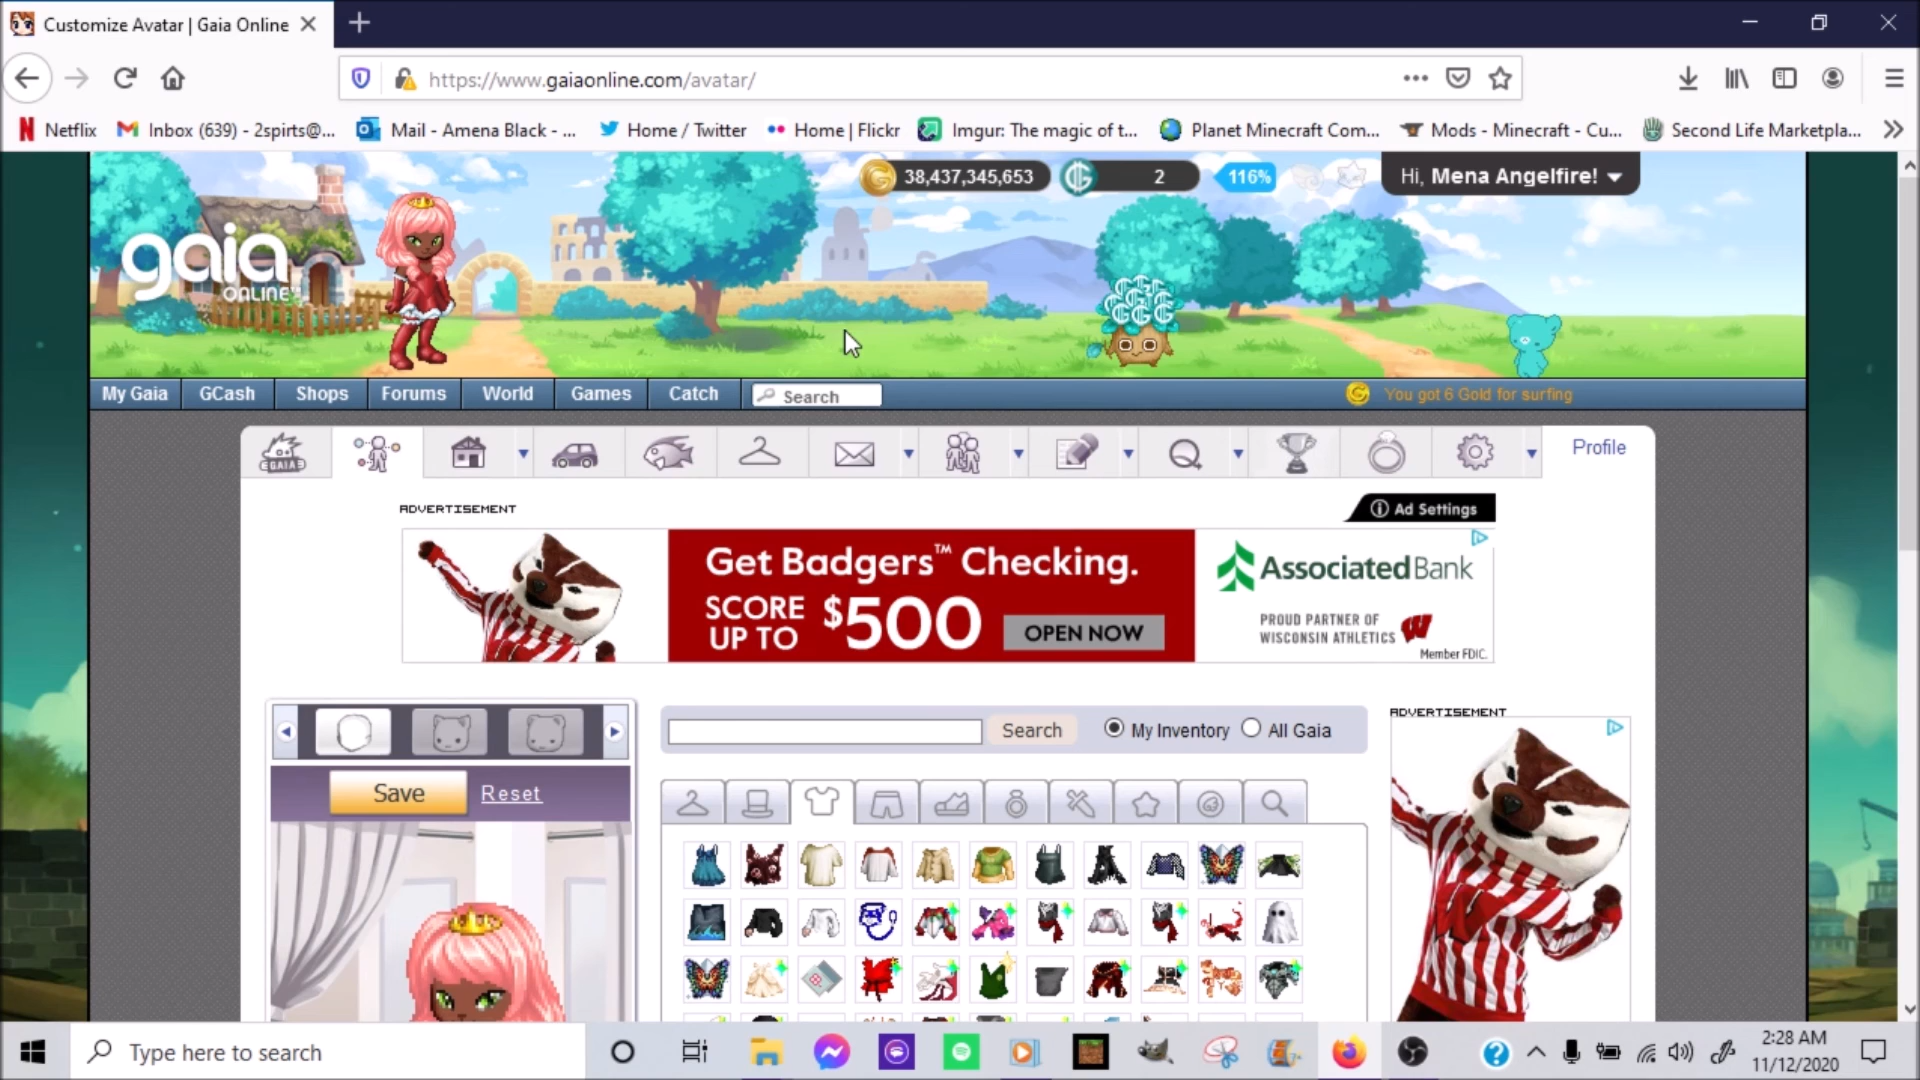 Customize Avatar | Gaia Online
https://www.gaiaonline.com/avatar/
Netflix
Inbox (639) - 2spirts@...
Mail - Amena Black - ...
Home / Twitter
Home | Flickr
Imgur: The magic of t...
Planet Minecraft Com...
Mods - Minecraft - Cu...
Second Life Marketpla...
38,437,345,653
2
116%
Hi, Mena Angelfire!
gaia
ONLINE
My Gaia
GCash
Shops
Forums
World
Games
Catch
Search
You got 6 Gold for surfing
GAIA
Profile
ADVERTISEMENT
Ad Settings
Get Badgers™ Checking.
SCORE
UP TO
$500
OPEN NOW
Associated Bank
PROUD PARTNER OF
WISCONSIN ATHLETICS
W
Member FDIC.
Search
My Inventory
All Gaia
ADVERTISEMENT
Save
Reset
Type here to search
2:28 AM
11/12/2020